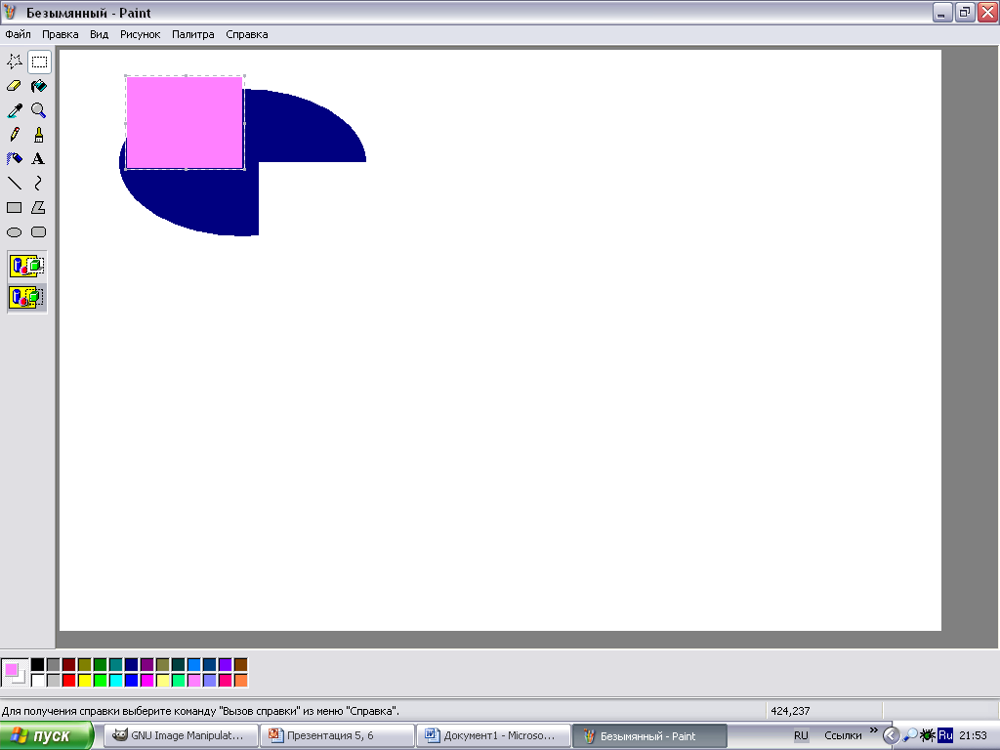 Безымянный - Paint
Файл Правка Вид Рисунок Палитра Справка
A
Для получения справки выберите команду "Вызов справки" из меню "Справка".
424,237
пуск
GNU Image Manipulat...
Презентация 5, 6
Документ1 - Microso...
Безымянный - Paint
RU
Ссылки
»
Ru
21:53